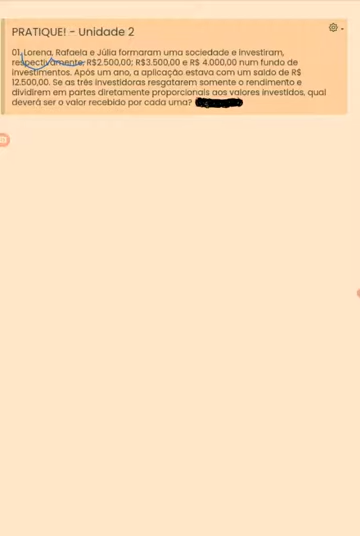 PRATIQUE! - Unidade 2
01. Lorena, Rafaela e Júlia formaram uma sociedade e investiram,
respectivamente, R$2.500,00; R$3.500,00 e R$ 4.000,00 num fundo de
investimentos. Após um ano, a aplicação estava com um saldo de R$
12.500,00. Se as três investidoras resgatarem somente o rendimento e
dividirem em partes diretamente proporcionais aos valores investidos, qual
deverá ser o valor recebido por cada uma?